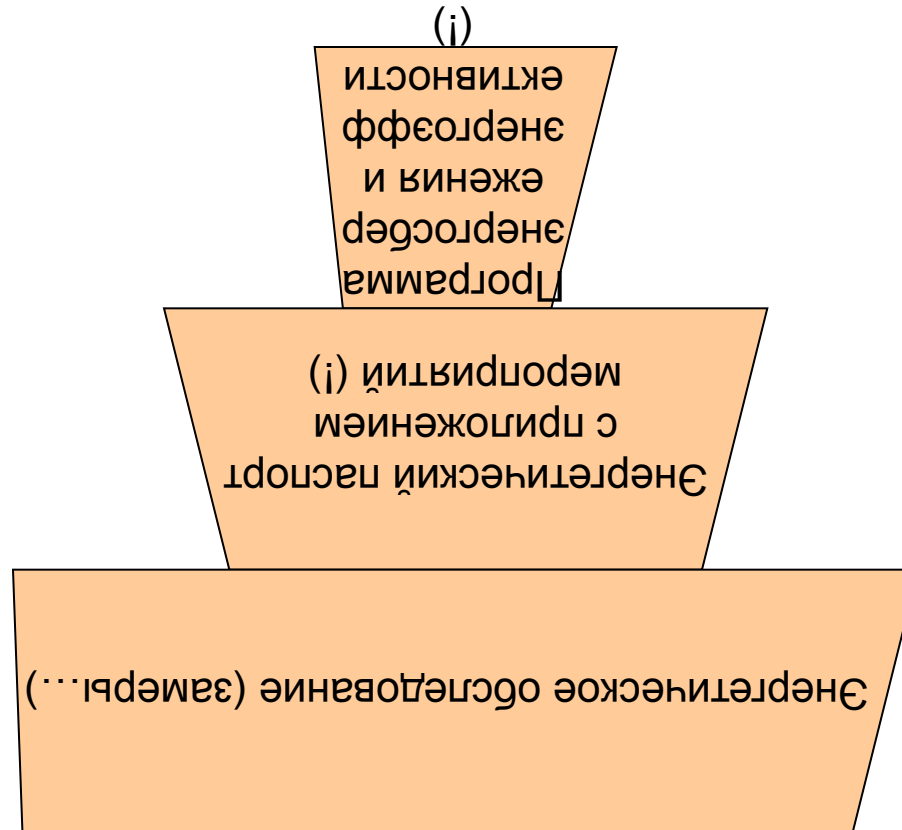 Энергетическое обследование (замеры…)
Энергетический паспорт
с приложением
мероприятий (!)
Программа
энергосбер
ежения и
энергоэфф
ективности
(!)